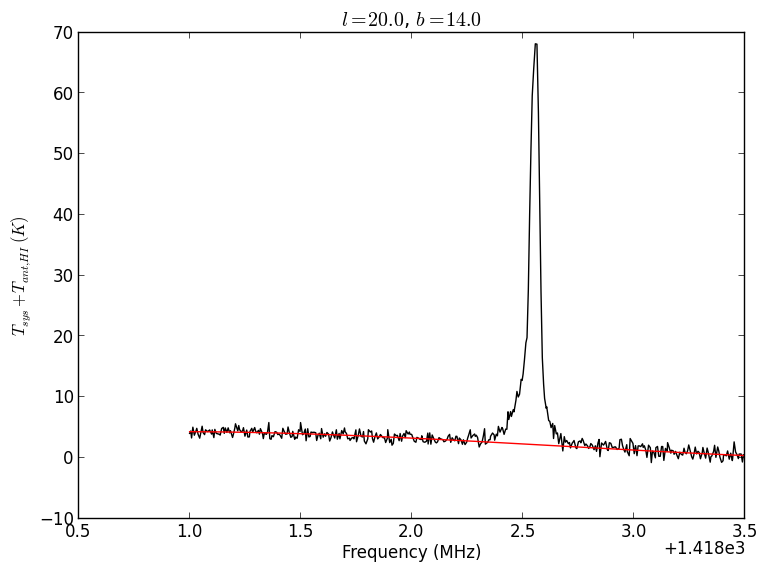 l = 20.0, b = 14.0
70
60
50
40
30
20
10
0
−10
T_sys + T_ant,HI (K)
0.5 1.0 1.5 2.0 2.5 3.0 3.5
Frequency (MHz)
+1.418e3